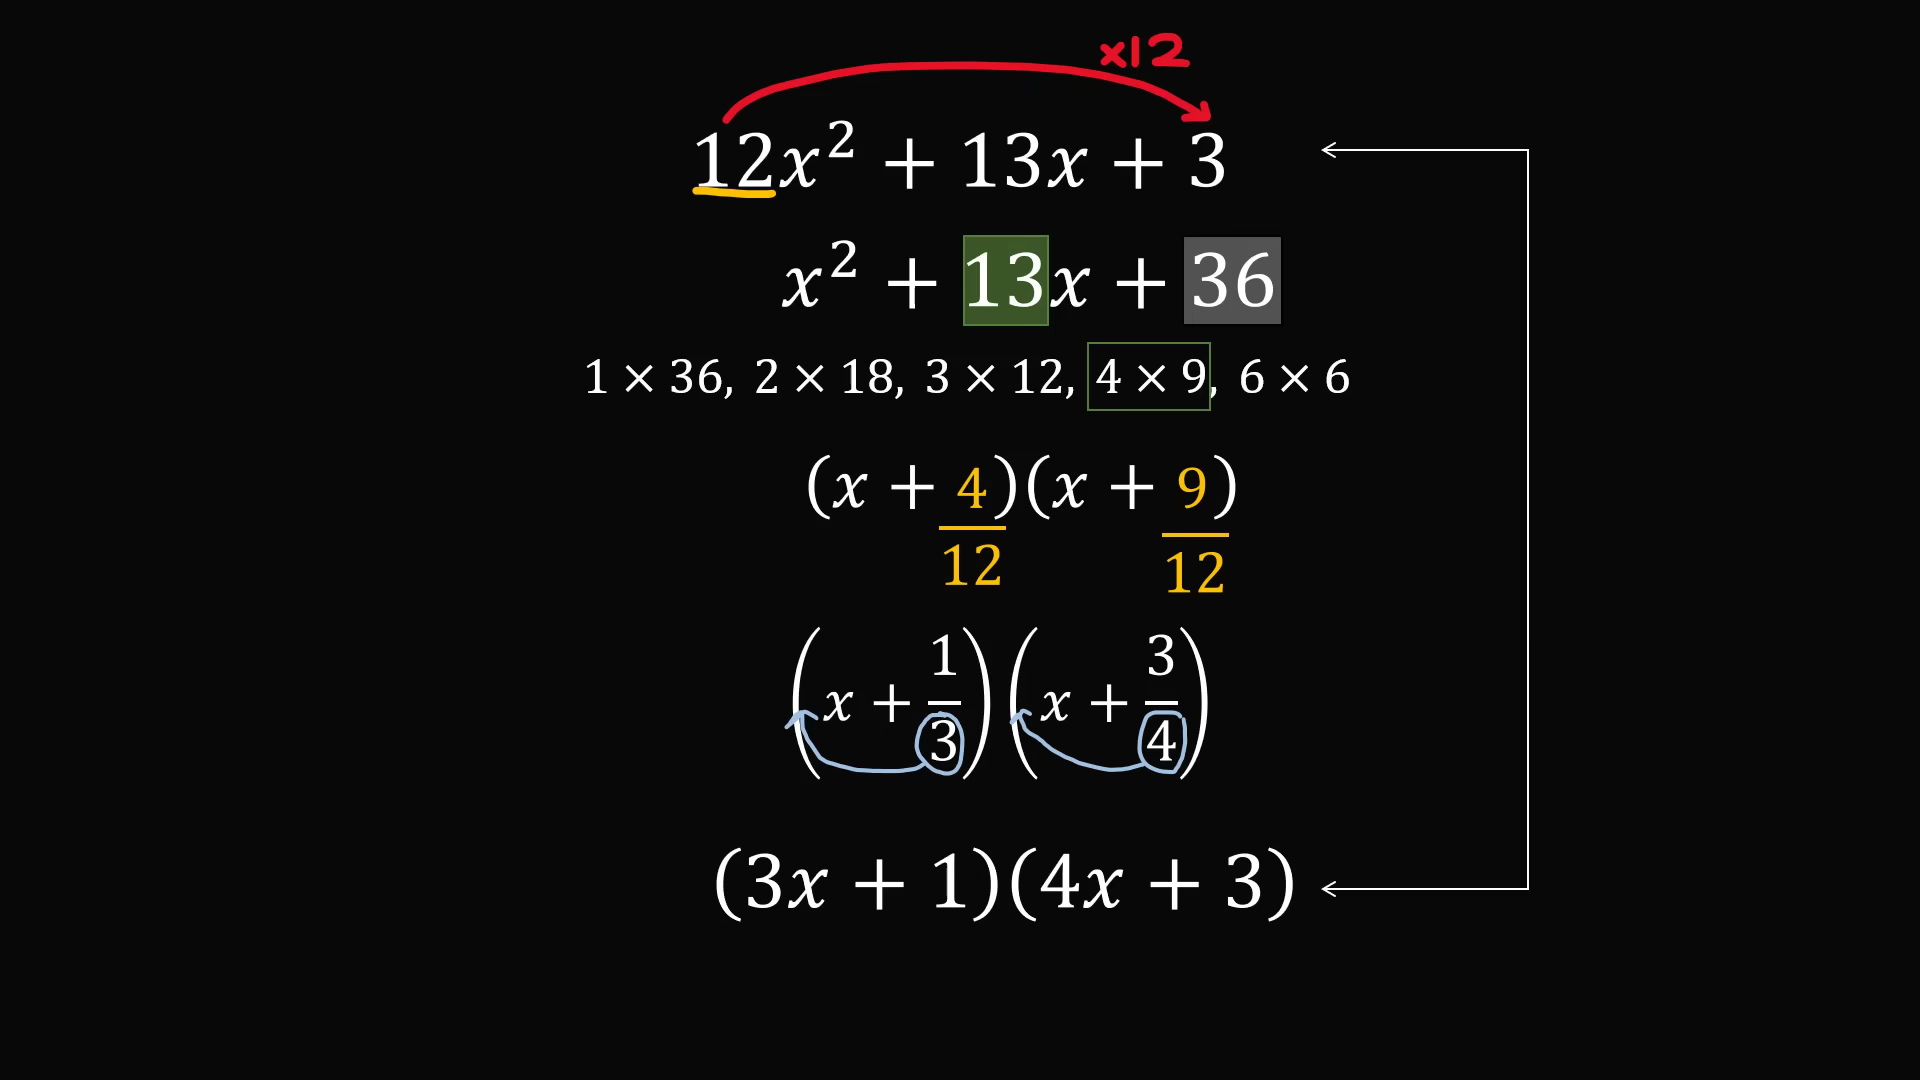 ×12
12x² + 13x + 3
x² + 13x + 36
1 × 36, 2 × 18, 3 × 12, 4 × 9, 6 × 6
(x + 4/12)(x + 9/12)
(x + 1/3)(x + 3/4)
(3x + 1)(4x + 3)